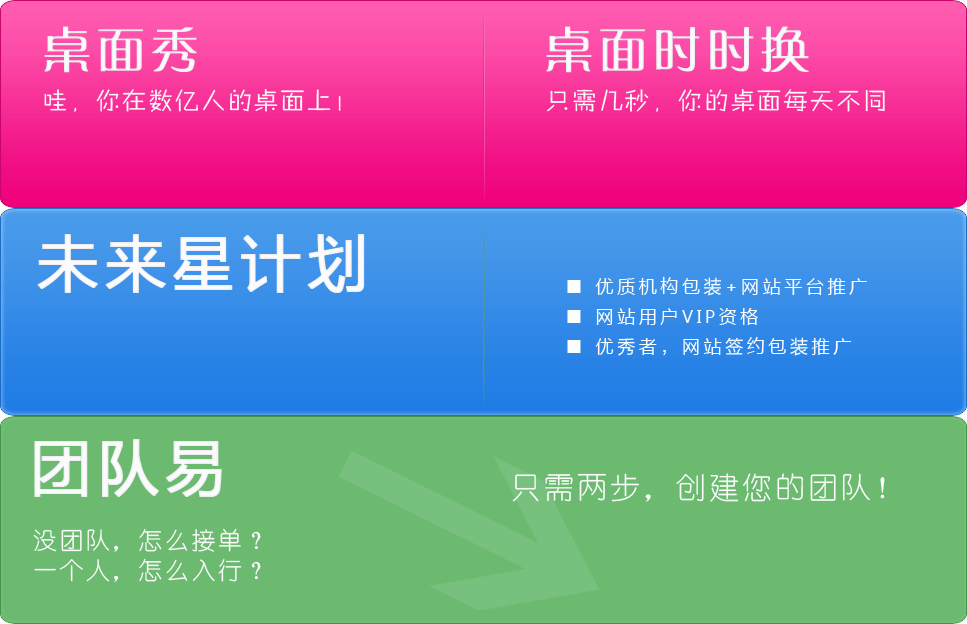 桌面秀
哇，你在数亿人的桌面上！
桌面时时换
只需几秒，你的桌面每天不同
未来星计划
■ 优质机构包装+网站平台推广
■ 网站用户VIP资格
■ 优秀者，网站签约包装推广
团队易
没团队，怎么接单？
一个人，怎么入行？
只需两步，创建您的团队！